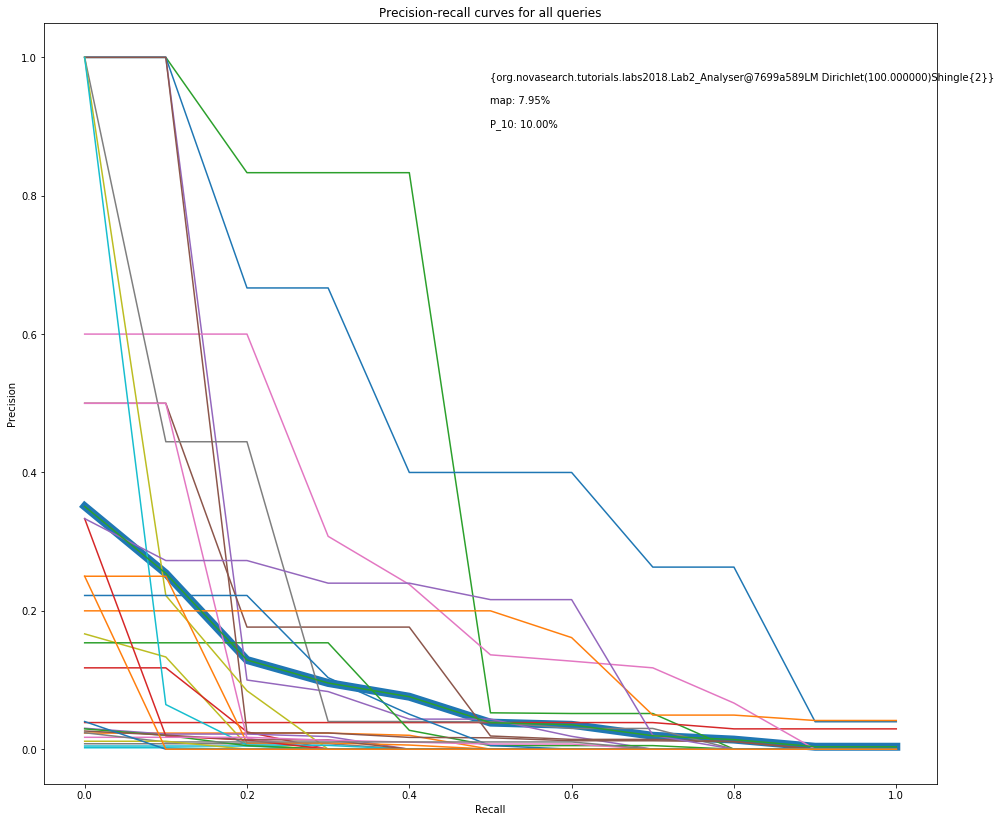 Precision-recall curves for all queries
{org.novasearch.tutorials.labs2018.Lab2_Analyser@7699a589LM Dirichlet(100.000000)Shingle{2}}
map: 7.95%
P_10: 10.00%
1.0
0.8
0.6
0.4
0.2
0.0
Precision
0.0 0.2 0.4 0.6 0.8 1.0
Recall